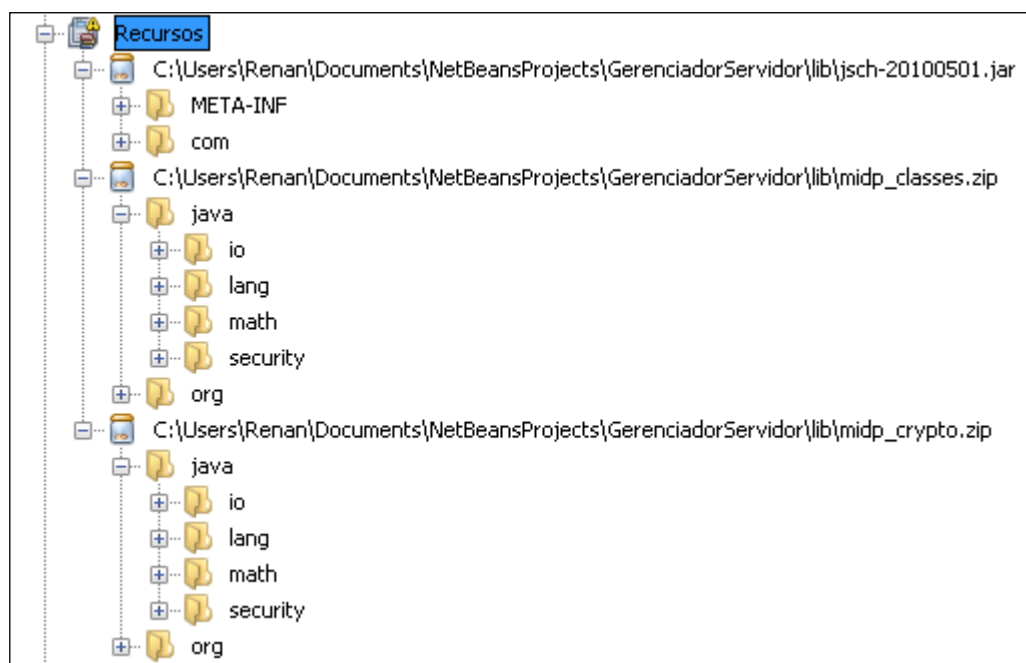 Recursos
C:\Users\Renan\Documents\NetBeansProjects\GerenciadorServidor\lib\jsch-20100501.jar
META-INF
com
C:\Users\Renan\Documents\NetBeansProjects\GerenciadorServidor\lib\midp_classes.zip
java
io
lang
math
security
org
C:\Users\Renan\Documents\NetBeansProjects\GerenciadorServidor\lib\midp_crypto.zip
java
io
lang
math
security
org